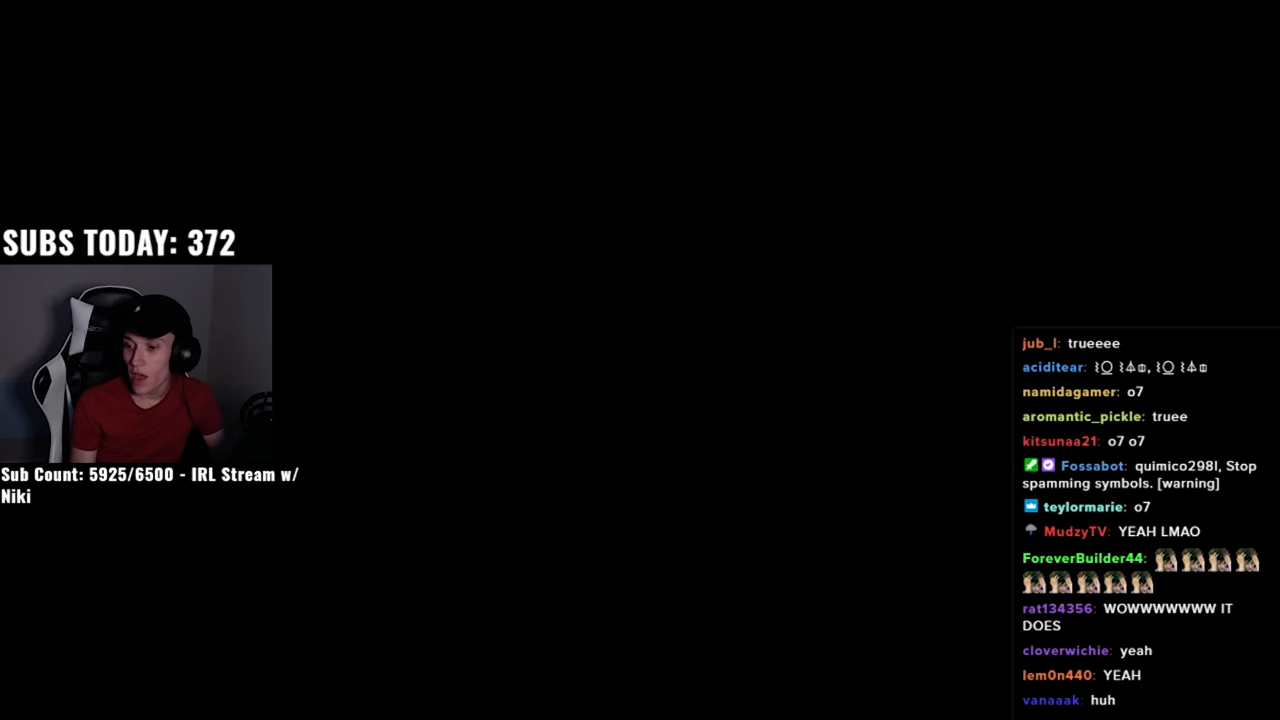 SUBS TODAY: 372
Sub Count: 5925/6500 - IRL Stream w/
Niki
jub_l: trueeee
aciditear:
namidagamer: o7
aromantic_pickle: truee
kitsunaa21: o7 o7
Fossabot: quimico298l, Stop
spamming symbols. [warning]
teylormarie: o7
MudzyTV: YEAH LMAO
ForeverBuilder44:
rat134356: WOWWWWWWW IT
DOES
cloverwichie: yeah
lem0n440: YEAH
vanaaak: huh